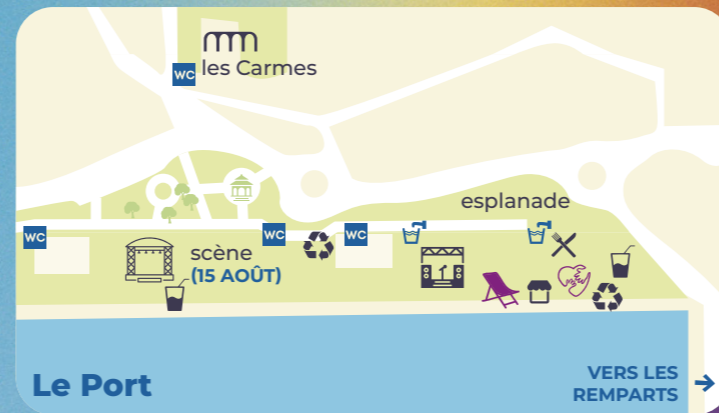 WC
les Carmes
esplanade
WC
WC
WC
scène
(15 AOÛT)
Le Port
VERS LES
REMPARTS